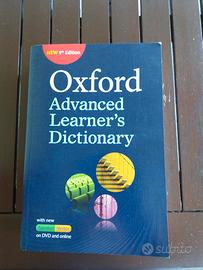 NEW 9th Edition
Oxford
Advanced
Learner's
Dictionary
with new
on DVD and online
subito